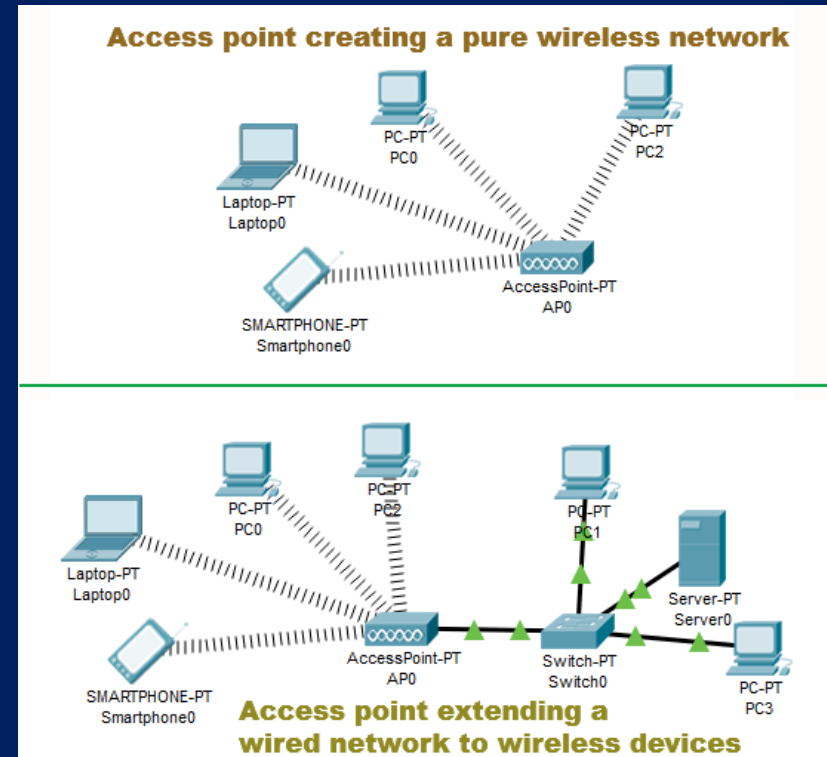 Access point creating a pure wireless network
PC-PT
PC0
PC-PT
PC2
Laptop-PT
Laptop0
AccessPoint-PT
AP0
SMARTPHONE-PT
Smartphone0
PC-PT
PC2
PC-PT
PC0
PC-PT
PC1
Laptop-PT
Laptop0
Server-PT
Server0
AccessPoint-PT
AP0
Switch-PT
Switch0
PC-PT
PC3
SMARTPHONE-PT
Smartphone0
Access point extending a
wired network to wireless devices